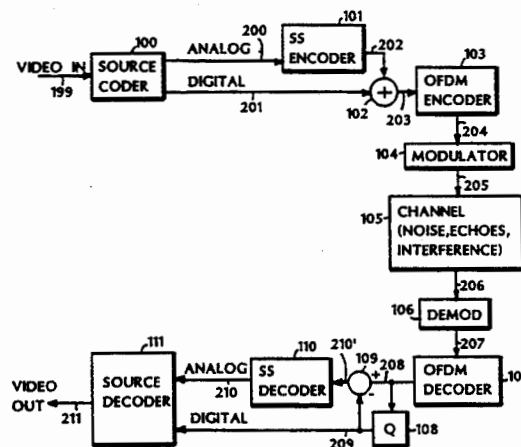 100
ANALOG
200
SS
ENCODER
101
202
VIDEO IN
199
SOURCE
CODER
DIGITAL
201
+
102
203
103
OFDM
ENCODER
204
104
MODULATOR
205
105
CHANNEL
(NOISE,ECHOES,
INTERFERENCE)
206
106
DEMOD
207
111
SOURCE
DECODER
VIDEO
OUT
211
ANALOG
210
110
SS
DECODER
210'
109
+
-
208
OFDM
DECODER
10
DIGITAL
209
Q
108